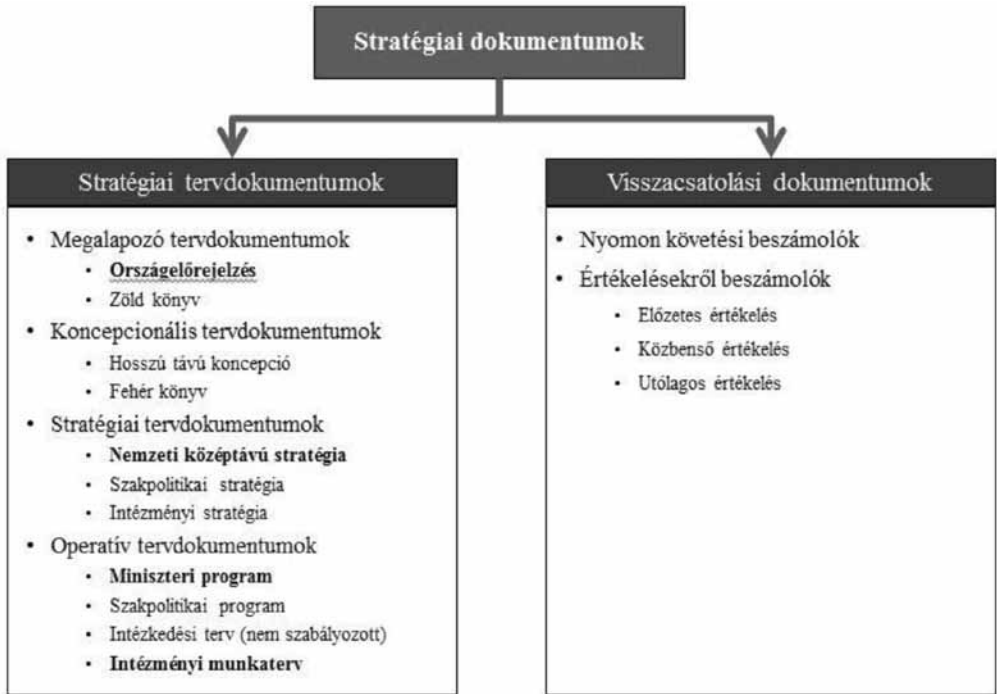 Stratégiai dokumentumok
Stratégiai tervdokumentumok
• Megalapozó tervdokumentumok
• Országelőrejelzés
• Zöld könyv
• Koncepcionális tervdokumentumok
• Hosszú távú koncepció
• Fehér könyv
• Stratégiai tervdokumentumok
• Nemzeti középtávú stratégia
• Szakpolitikai stratégia
• Intézményi stratégia
• Operatív tervdokumentumok
• Miniszteri program
• Szakpolitikai program
• Intézkedési terv (nem szabályozott)
• Intézményi munkaterv
Visszacsatolási dokumentumok
• Nyomon követési beszámolók
• Értékelésekről beszámolók
• Előzetes értékelés
• Közbenső értékelés
• Utólagos értékelés